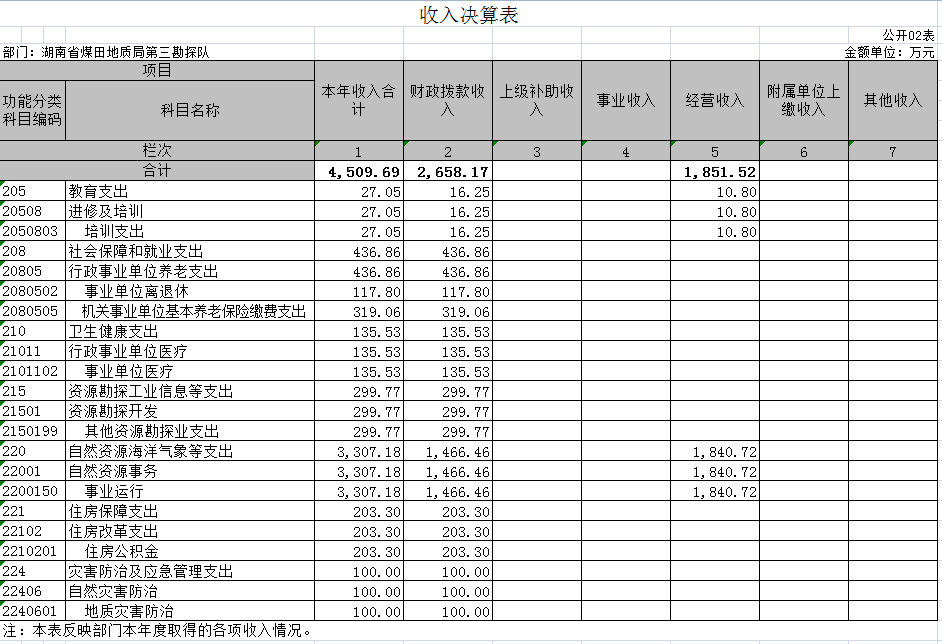 收入决算表
公开02表
部门：湖南省煤田地质局第三勘探队 金额单位：万元
项目 本年收入合计 财政拨款收入 上级补助收入 事业收入 经营收入 附属单位上缴收入 其他收入
功能分类科目编码 科目名称
栏次 1 2 3 4 5 6 7
合计 4,509.69 2,658.17 1,851.52
205 教育支出 27.05 16.25 10.80
20508 进修及培训 27.05 16.25 10.80
2050803 培训支出 27.05 16.25 10.80
208 社会保障和就业支出 436.86 436.86
20805 行政事业单位养老支出 436.86 436.86
2080502 事业单位离退休 117.80 117.80
2080505 机关事业单位基本养老保险缴费支出 319.06 319.06
210 卫生健康支出 135.53 135.53
21011 行政事业单位医疗 135.53 135.53
2101102 事业单位医疗 135.53 135.53
215 资源勘探工业信息等支出 299.77 299.77
21501 资源勘探开发 299.77 299.77
2150199 其他资源勘探业支出 299.77 299.77
220 自然资源海洋气象等支出 3,307.18 1,466.46 1,840.72
22001 自然资源事务 3,307.18 1,466.46 1,840.72
2200150 事业运行 3,307.18 1,466.46 1,840.72
221 住房保障支出 203.30 203.30
22102 住房改革支出 203.30 203.30
2210201 住房公积金 203.30 203.30
224 灾害防治及应急管理支出 100.00 100.00
22406 自然灾害防治 100.00 100.00
2240601 地质灾害防治 100.00 100.00
注：本表反映部门本年度取得的各项收入情况。